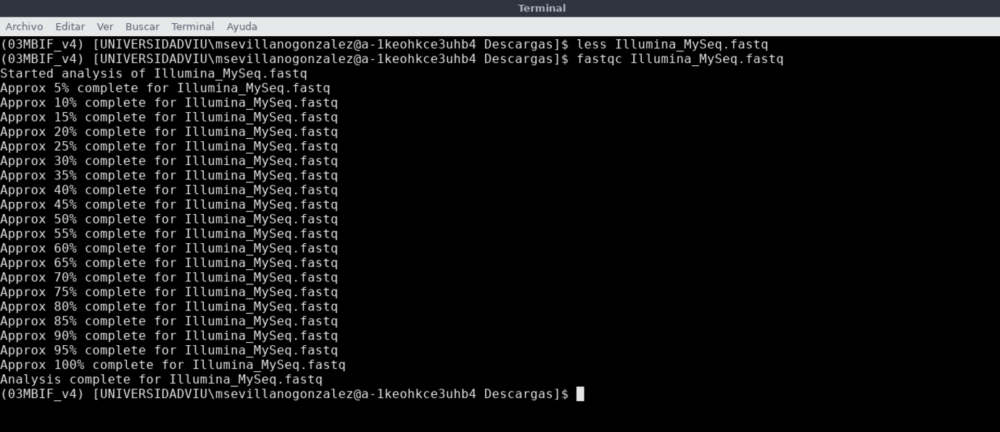 Terminal
Archivo Editar Ver Buscar Terminal Ayuda
(03MBIF_v4) [UNIVERSIDADVIU\msevillanogonzalez@a-1keohkce3uhb4 Descargas]$ less Illumina_MySeq.fastq
(03MBIF_v4) [UNIVERSIDADVIU\msevillanogonzalez@a-1keohkce3uhb4 Descargas]$ fastqc Illumina_MySeq.fastq
Started analysis of Illumina_MySeq.fastq
Approx 5% complete for Illumina_MySeq.fastq
Approx 10% complete for Illumina_MySeq.fastq
Approx 15% complete for Illumina_MySeq.fastq
Approx 20% complete for Illumina_MySeq.fastq
Approx 25% complete for Illumina_MySeq.fastq
Approx 30% complete for Illumina_MySeq.fastq
Approx 35% complete for Illumina_MySeq.fastq
Approx 40% complete for Illumina_MySeq.fastq
Approx 45% complete for Illumina_MySeq.fastq
Approx 50% complete for Illumina_MySeq.fastq
Approx 55% complete for Illumina_MySeq.fastq
Approx 60% complete for Illumina_MySeq.fastq
Approx 65% complete for Illumina_MySeq.fastq
Approx 70% complete for Illumina_MySeq.fastq
Approx 75% complete for Illumina_MySeq.fastq
Approx 80% complete for Illumina_MySeq.fastq
Approx 85% complete for Illumina_MySeq.fastq
Approx 90% complete for Illumina_MySeq.fastq
Approx 95% complete for Illumina_MySeq.fastq
Approx 100% complete for Illumina_MySeq.fastq
Analysis complete for Illumina_MySeq.fastq
(03MBIF_v4) [UNIVERSIDADVIU\msevillanogonzalez@a-1keohkce3uhb4 Descargas]$